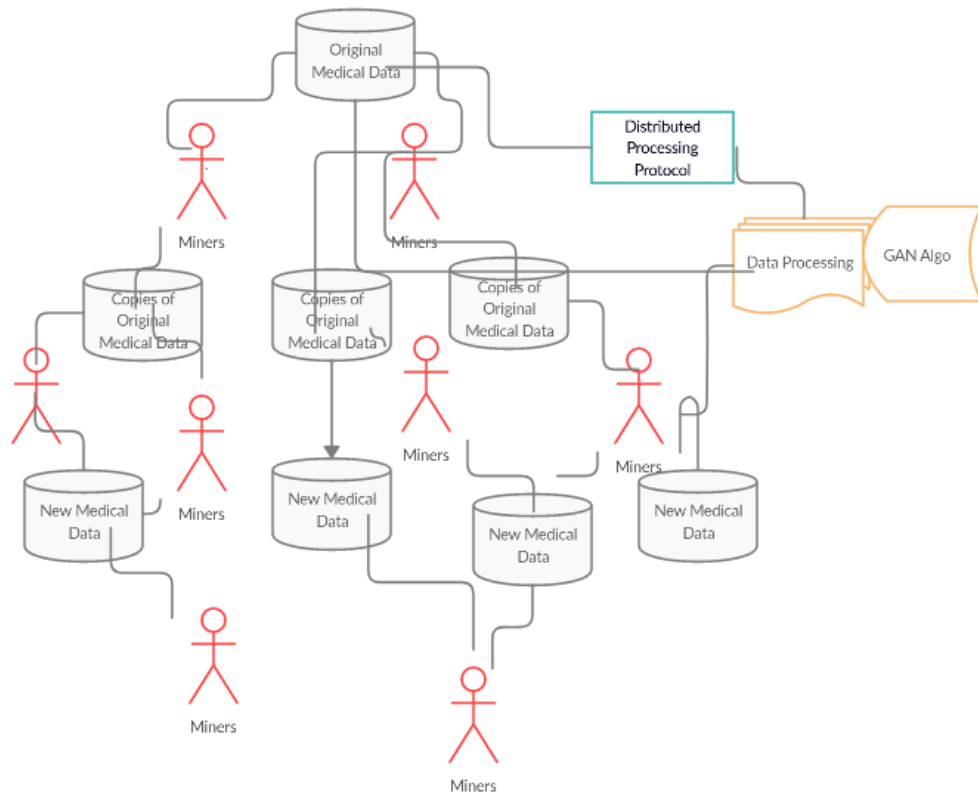 Original
Medical Data
Distributed
Processing
Protocol
Miners
Miners
Data Processing
GAN Algo
Copies of
Original
Medical Data
Copies of
Original
Medical Data
Copies of
Original
Medical Data
Miners
Miners
Miners
New Medical
Data
New Medical
Data
New Medical
Data
New Medical
Data
Miners
Miners